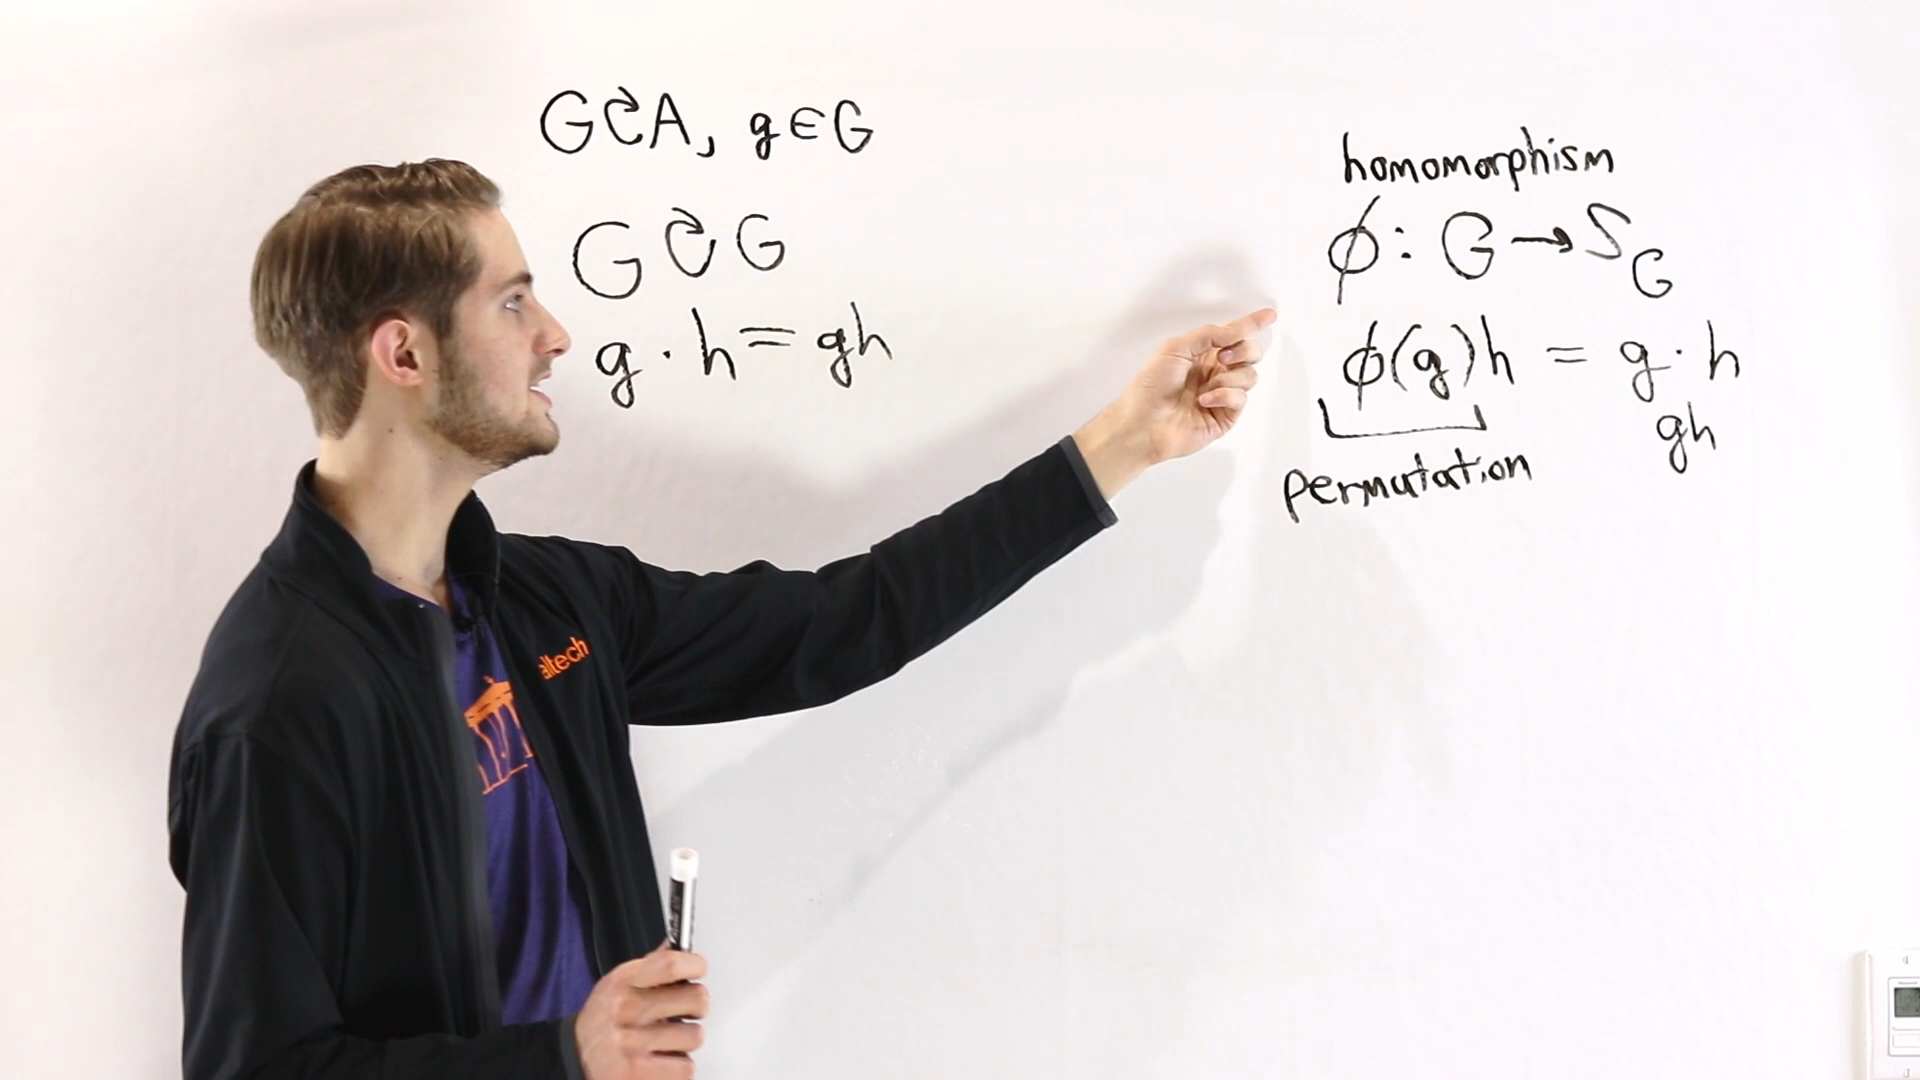 G↻A, g∈G
G↻G
g · h = gh
homomorphism
ϕ: G → S_G
ϕ(g)h = g · h
gh
permutation
altech